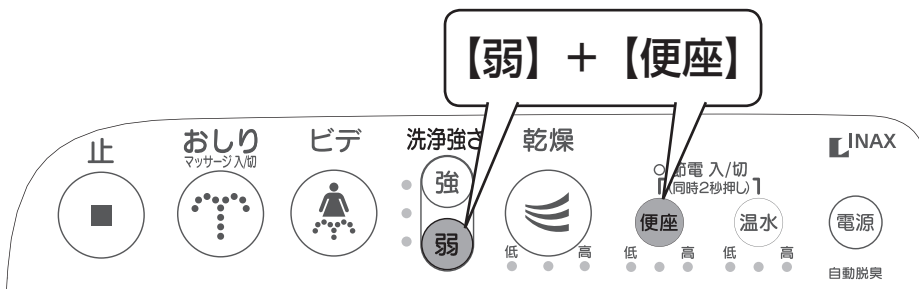 【弱】+【便座】
止
おしり
マッサージ入/切
ビデ
洗浄強さ
強
弱
乾燥
低 高
節電 入/切
(同時2秒押し)
便座
低 高
温水
低 高
INAX
電源
自動脱臭